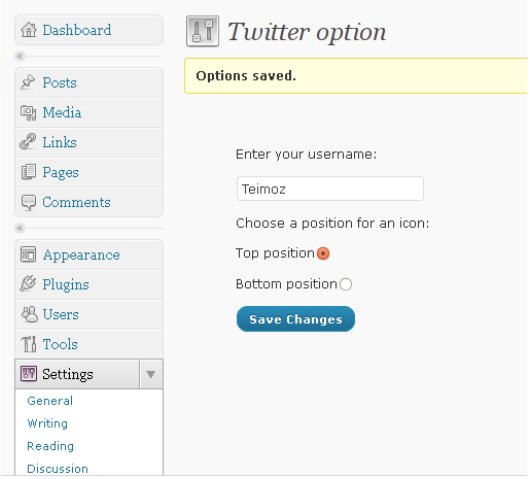 Dashboard
Posts
Media
Links
Pages
Comments
Appearance
Plugins
Users
Tools
Settings
General
Writing
Reading
Discussion
Twitter option
Options saved.
Enter your username:
Teimoz
Choose a position for an icon:
Top position
Bottom position
Save Changes